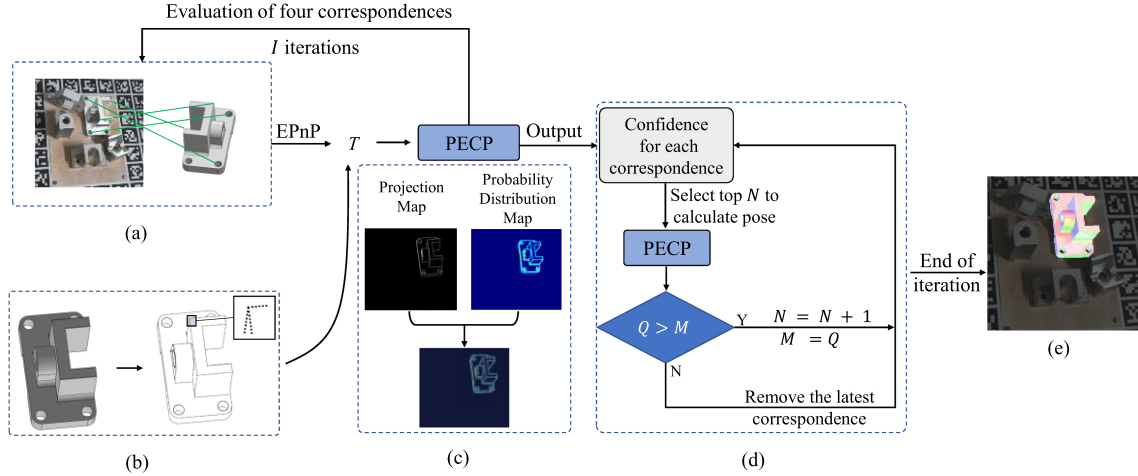 Evaluation of four correspondences
I iterations
EPnP
T
PECP
Output
(a)
Projection
Map
Probability
Distribution
Map
(b)
(c)
Confidence
for each
correspondence
Select top N to
calculate pose
PECP
Q > M
Y
N = N + 1
M = Q
N
Remove the latest
correspondence
(d)
End of
iteration
(e)